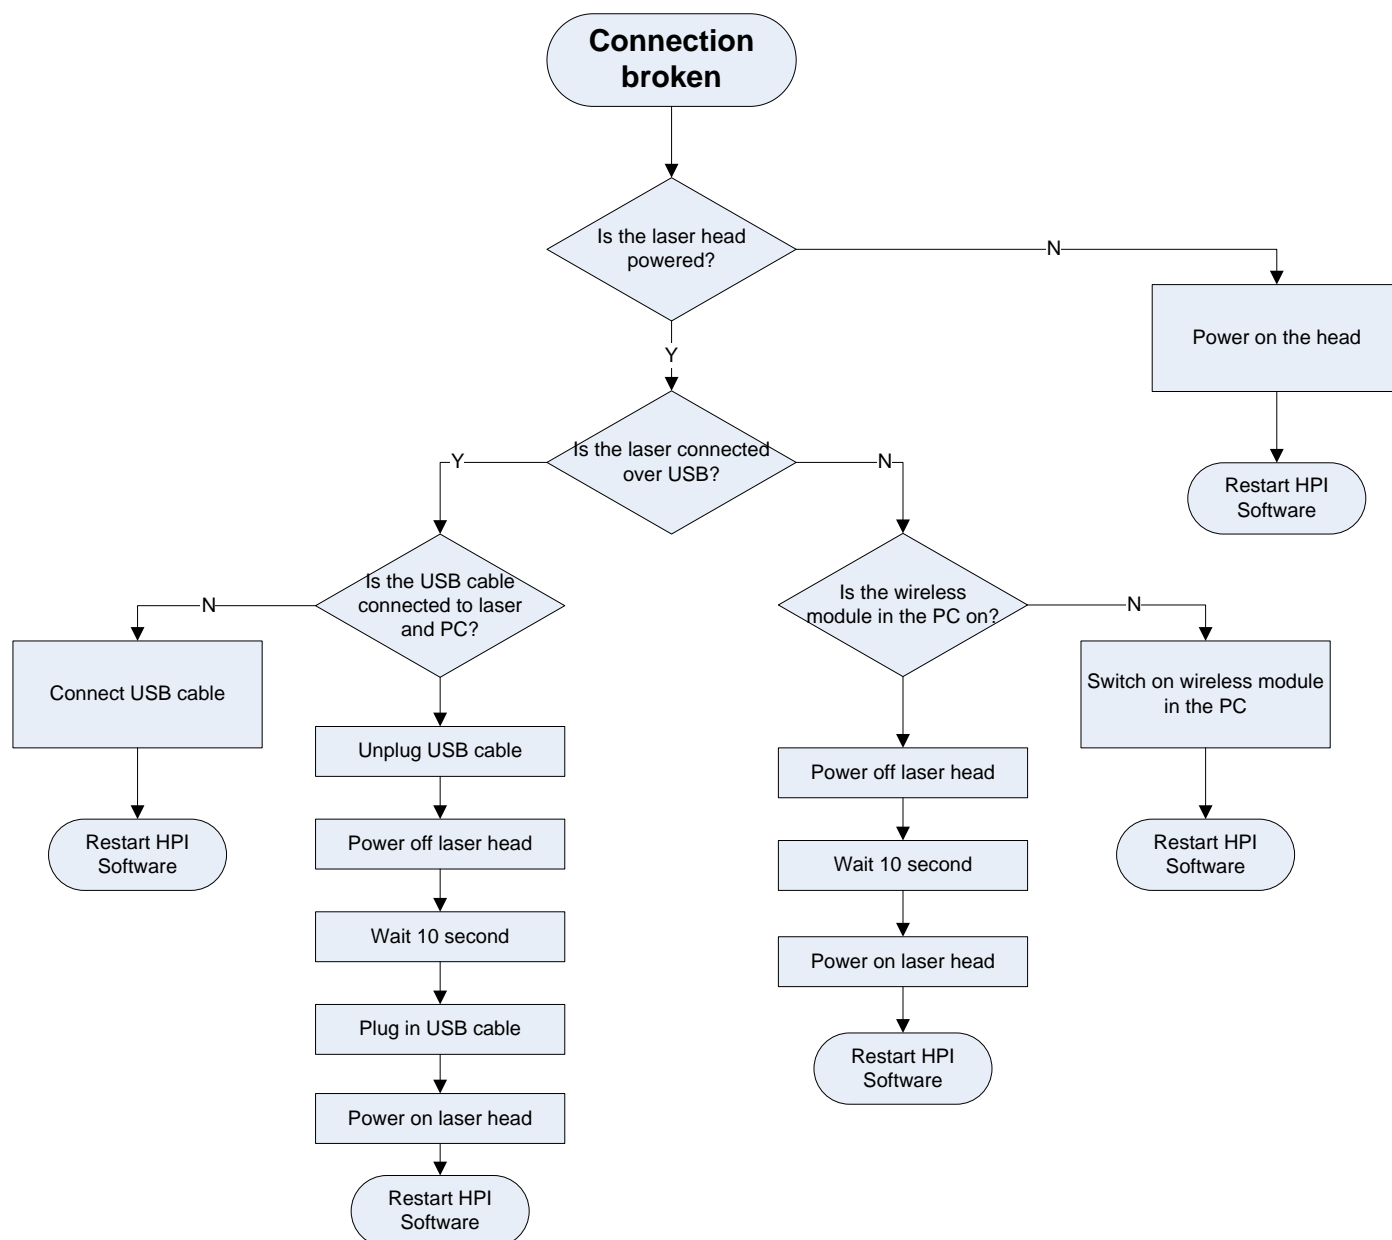 Connection
broken
Is the laser head
powered?
N
Power on the head
Y
Restart HPI
Software
Is the laser connected
over USB?
Y
N
Is the USB cable
connected to laser
and PC?
N
Connect USB cable
Restart HPI
Software
Unplug USB cable
Power off laser head
Wait 10 second
Plug in USB cable
Power on laser head
Restart HPI
Software
Is the wireless
module in the PC on?
N
Switch on wireless module
in the PC
Restart HPI
Software
Power off laser head
Wait 10 second
Power on laser head
Restart HPI
Software